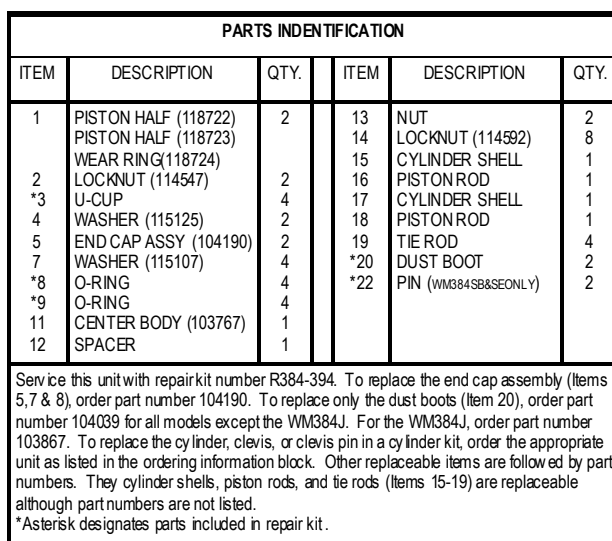 PARTS INDENTIFICATION
ITEM DESCRIPTION QTY. ITEM DESCRIPTION QTY.
1 PISTON HALF (118722) 2 13 NUT 2
PISTON HALF (118723) 14 LOCKNUT (114592) 8
WEAR RING(118724) 15 CYLINDER SHELL 1
2 LOCKNUT (114547) 2 16 PISTON ROD 1
*3 U-CUP 4 17 CYLINDER SHELL 1
4 WASHER (115125) 2 18 PISTON ROD 1
5 END CAP ASSY (104190) 2 19 TIE ROD 4
7 WASHER (115107) 4 *20 DUST BOOT 2
*8 O-RING 4 *22 PIN (WM384SB&SEONLY) 2
*9 O-RING 4
11 CENTER BODY (103767) 1
12 SPACER 1
Service this unit with repair kit number R384-394. To replace the end cap assembly (Items
5,7 & 8), order part number 104190. To replace only the dust boots (Item 20), order part
number 104039 for all models except the WM384J. For the WM384J, order part number
103867. To replace the cylinder, clevis, or clevis pin in a cylinder kit, order the appropriate
unit as listed in the ordering information block. Other replaceable items are followed by part
numbers. They cylinder shells, piston rods, and tie rods (Items 15-19) are replaceable
although part numbers are not listed.
*Asterisk designates parts included in repair kit.